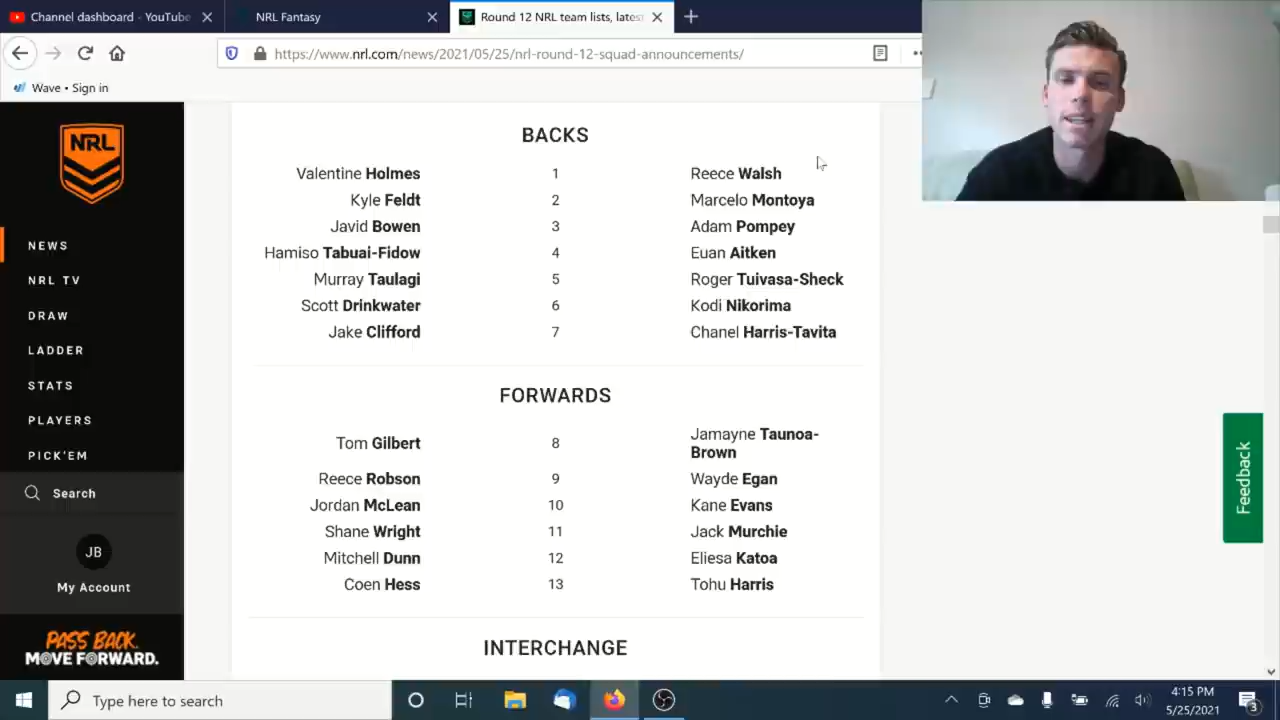 Channel dashboard - YouTube
NRL Fantasy
Round 12 NRL team lists, lates
https://www.nrl.com/news/2021/05/25/nrl-round-12-squad-announcements/
Wave • Sign in
NRL
NEWS
NRL TV
DRAW
LADDER
STATS
PLAYERS
PICK'EM
Search
JB
My Account
PASS BACK.
MOVE FORWARD.
BACKS
Valentine Holmes 1 Reece Walsh
Kyle Feldt 2 Marcelo Montoya
Javid Bowen 3 Adam Pompey
Hamiso Tabuai-Fidow 4 Euan Aitken
Murray Taulagi 5 Roger Tuivasa-Sheck
Scott Drinkwater 6 Kodi Nikorima
Jake Clifford 7 Chanel Harris-Tavita
FORWARDS
Tom Gilbert 8 Jamayne Taunoa-
Brown
Reece Robson 9 Wayde Egan
Jordan McLean 10 Kane Evans
Shane Wright 11 Jack Murchie
Mitchell Dunn 12 Eliesa Katoa
Coen Hess 13 Tohu Harris
INTERCHANGE
Feedback
Type here to search
4:15 PM
5/25/2021
3